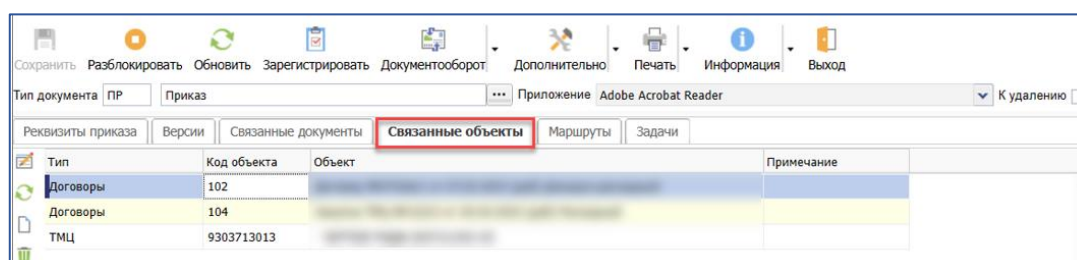 Сохранить Разблокировать Обновить Зарегистрировать Документооборот Дополнительно Печать Информация Выход
Тип документа ПР Приказ ... Приложение Adobe Acrobat Reader К удалению
Реквизиты приказа Версии Связанные документы Связанные объекты Маршруты Задачи
Тип Код объекта Объект Примечание
Договоры 102
Договоры 104
ТМЦ 9303713013